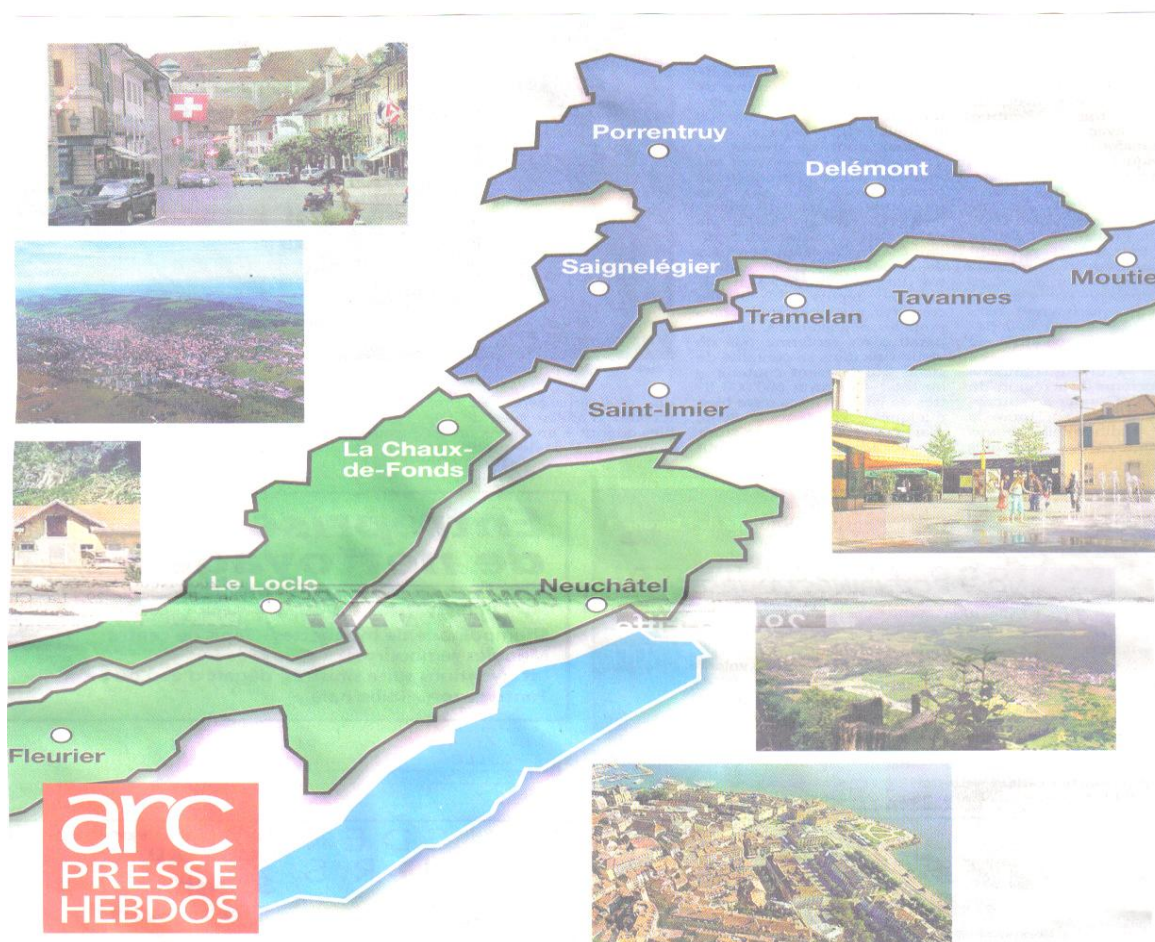 Porrentruy
Delémont
Saignelégier
Moutie
Tavannes
Tramelan
Saint-Imier
La Chaux-
de-Fonds
Le Locle
Neuchâtel
Fleurier
arc
PRESSE
HEBDOS